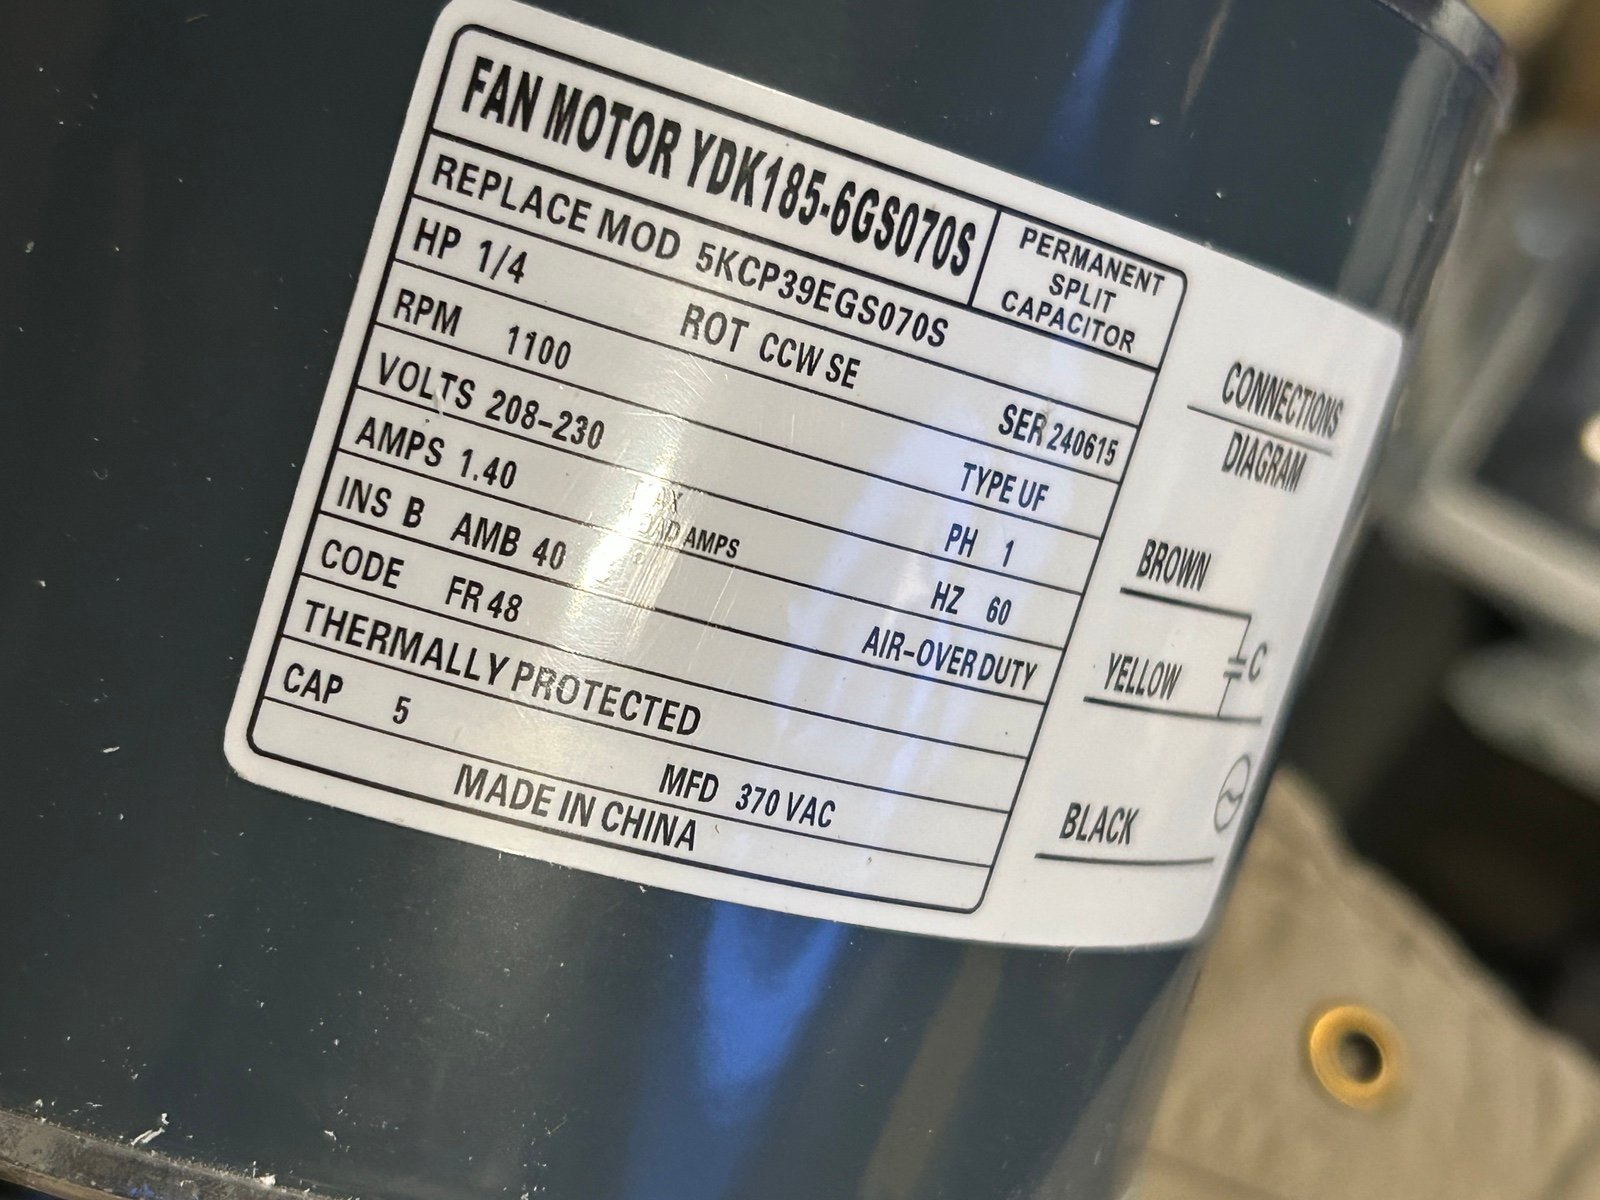 FAN MOTOR YDK185-6GS070S
PERMANENT
SPLIT
CAPACITOR
REPLACE MOD 5KCP39EGS070S
HP 1/4 ROT CCW SE SER 240615
RPM 1100 TYPE UF
VOLTS 208-230 PH 1
AMPS 1.40 AMPS HZ 60
INS B AMB 40 AIR-OVER DUTY
CODE FR 48
THERMALLY PROTECTED
CAP 5 MFD 370 VAC
MADE IN CHINA
CONNECTIONS
DIAGRAM
BROWN
C
YELLOW
BLACK